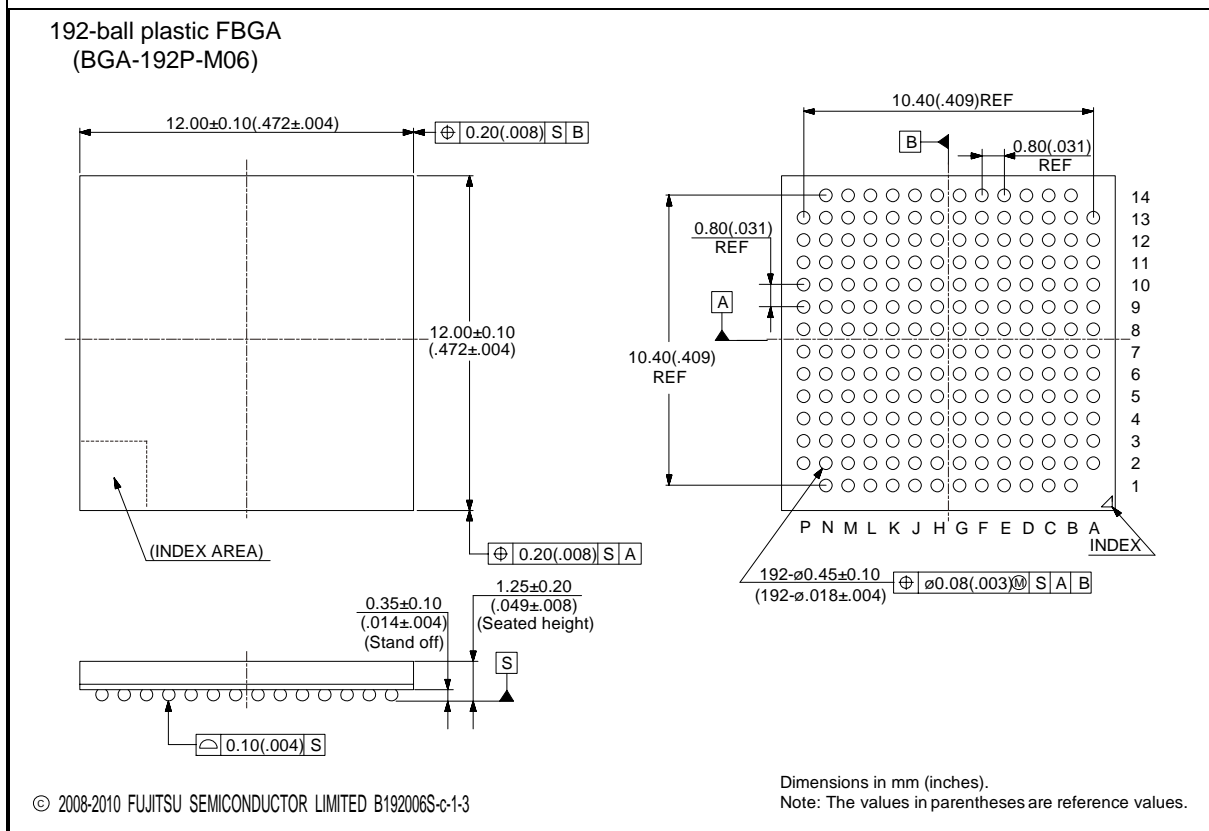 192-ball plastic FBGA
(BGA-192P-M06)
12.00±0.10(.472±.004)
⌖ 0.20(.008) S B
12.00±0.10
(.472±.004)
(INDEX AREA)
⌖ 0.20(.008) S A
10.40(.409)REF
B
0.80(.031)
REF
0.80(.031)
REF
A
10.40(.409)
REF
14
13
12
11
10
9
8
7
6
5
4
3
2
1
P N M L K J H G F E D C B A
INDEX
192-ø0.45±0.10
(192-ø.018±.004)
⌖ ø0.08(.003)Ⓜ S A B
0.35±0.10
(.014±.004)
(Stand off)
1.25±0.20
(.049±.008)
(Seated height)
S
⌓ 0.10(.004) S
© 2008-2010 FUJITSU SEMICONDUCTOR LIMITED B192006S-c-1-3
Dimensions in mm (inches).
Note: The values in parentheses are reference values.